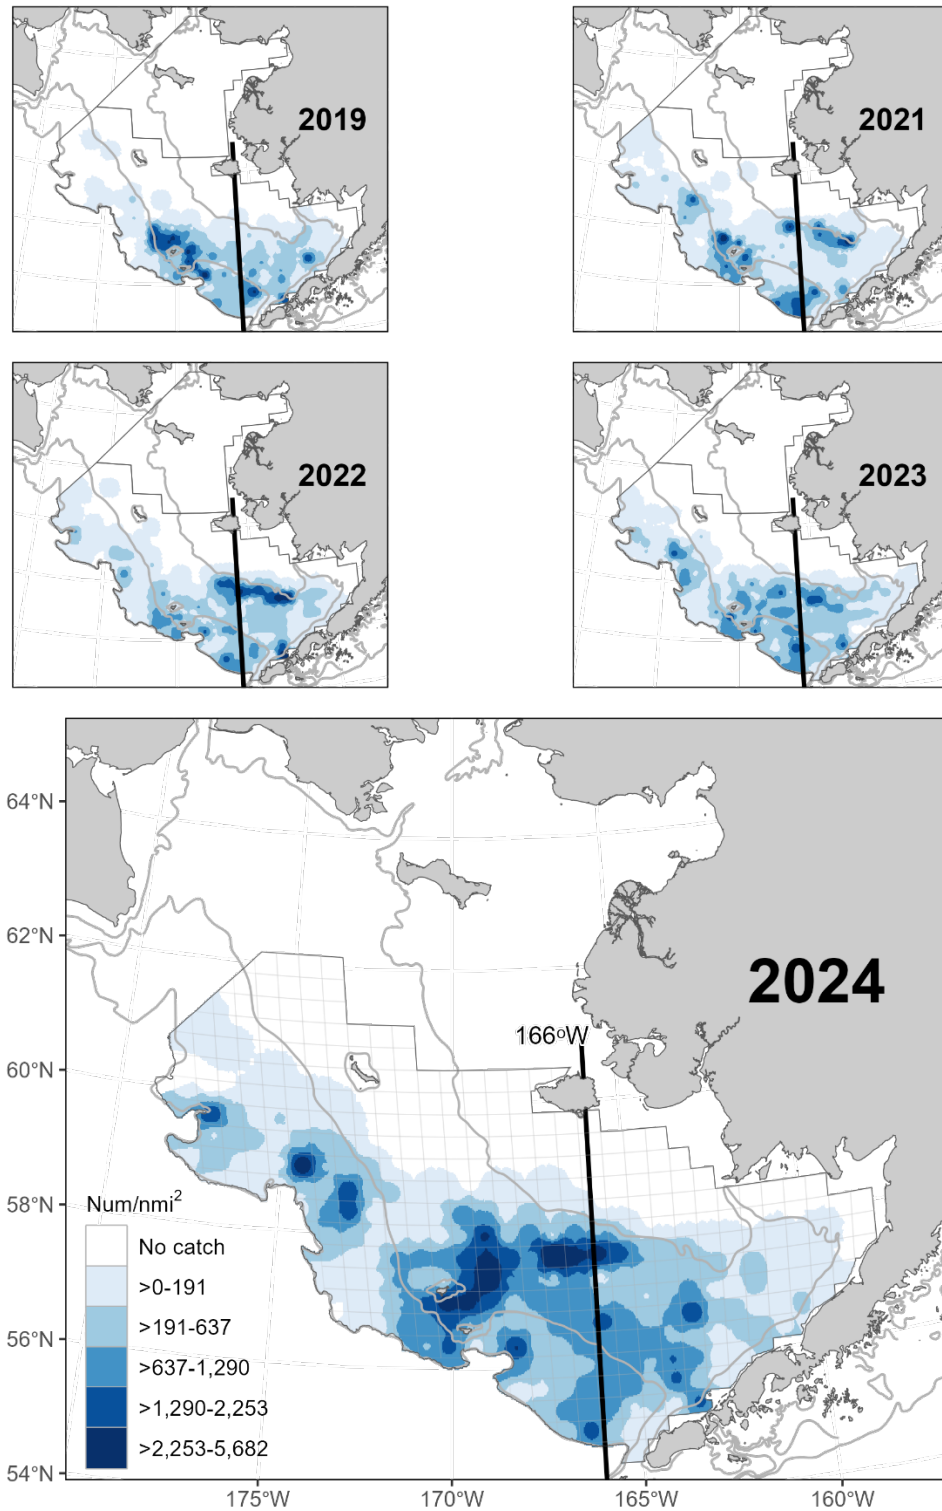 2019
2021
2022
2023
2024
166°W
64°N
62°N
60°N
58°N
56°N
54°N
Num/nmi²
No catch
>0-191
>191-637
>637-1,290
>1,290-2,253
>2,253-5,682
175°W
170°W
165°W
160°W